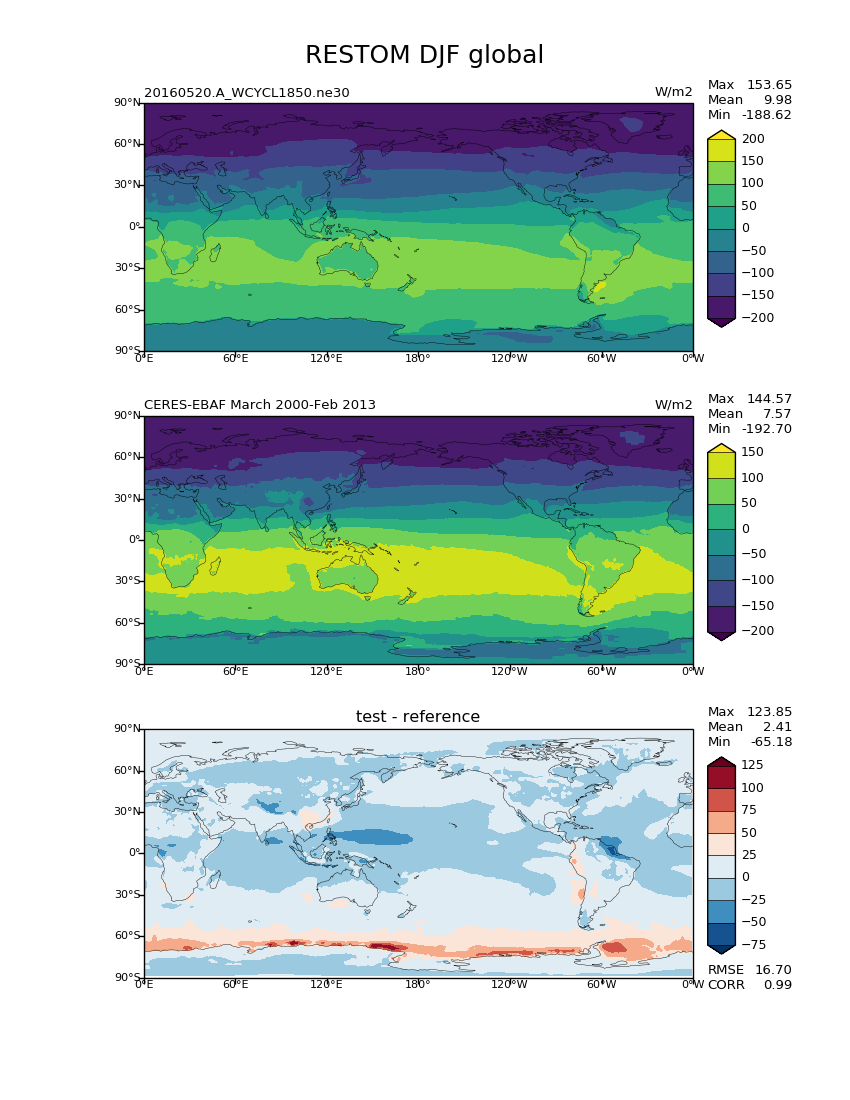 RESTOM DJF global
20160520.A_WCYCL1850.ne30 W/m2
Max 153.65
Mean 9.98
Min -188.62
90°N
60°N
30°N
0°
30°S
60°S
90°S
0°E 60°E 120°E 180° 120°W 60°W 0°W
200
150
100
50
0
−50
−100
−150
−200
CERES-EBAF March 2000-Feb 2013 W/m2
Max 144.57
Mean 7.57
Min -192.70
90°N
60°N
30°N
0°
30°S
60°S
90°S
0°E 60°E 120°E 180° 120°W 60°W 0°W
150
100
50
0
−50
−100
−150
−200
test - reference
Max 123.85
Mean 2.41
Min -65.18
90°N
60°N
30°N
0°
30°S
60°S
90°S
0°E 60°E 120°E 180° 120°W 60°W 0°W
125
100
75
50
25
0
−25
−50
−75
RMSE 16.70
CORR 0.99